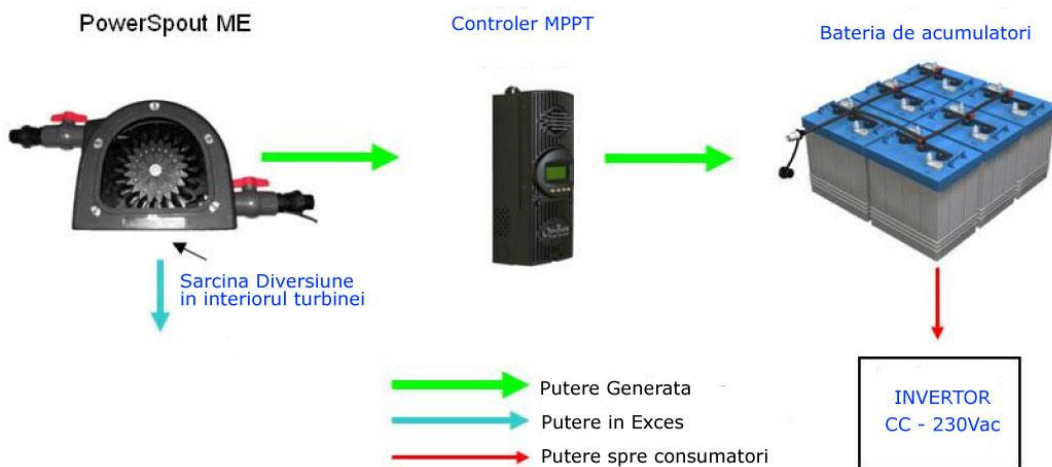 PowerSpout ME
Controler MPPT
Bateria de acumulatori
Sarcina Diversiune
in interiorul turbinei
Putere Generata
Putere in Exces
Putere spre consumatori
INVERTOR
CC - 230Vac